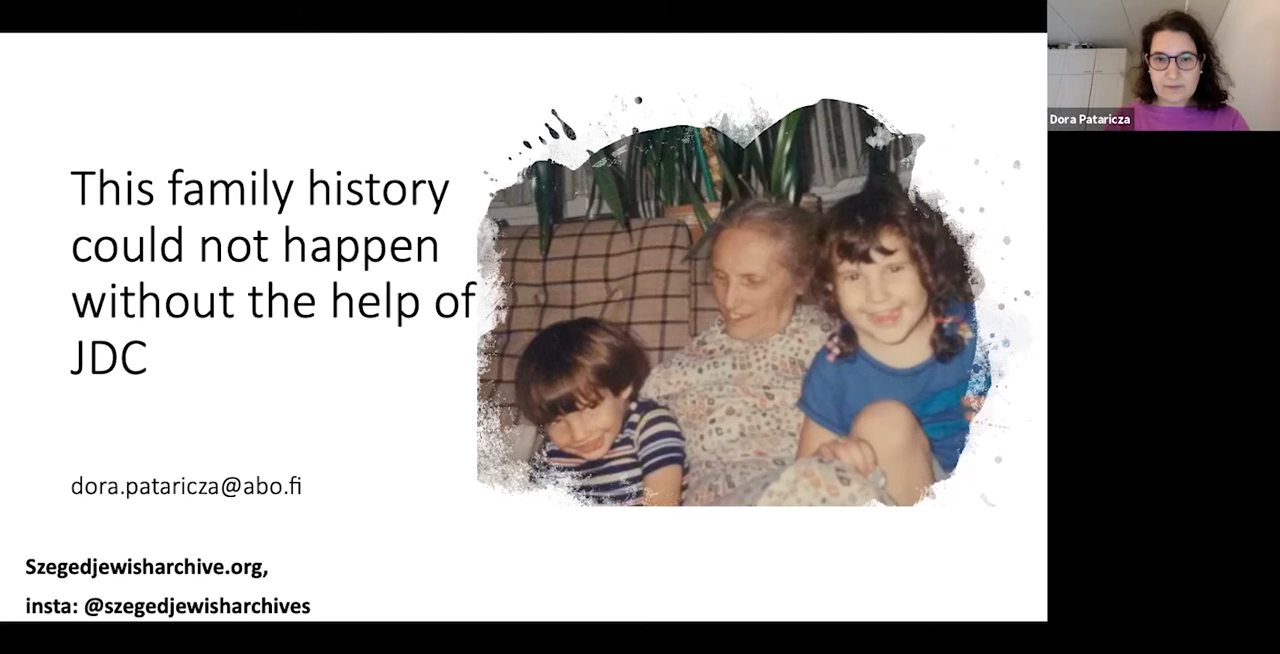 This family history
could not happen
without the help of
JDC
dora.pataricza@abo.fi
Szegedjewisharchive.org,
insta: @szegedjewisharchives
Dora Pataricza